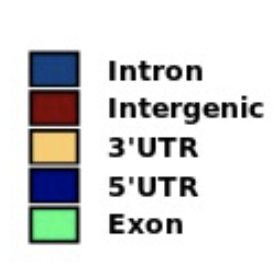 Intron
Intergenic
3'UTR
5'UTR
Exon